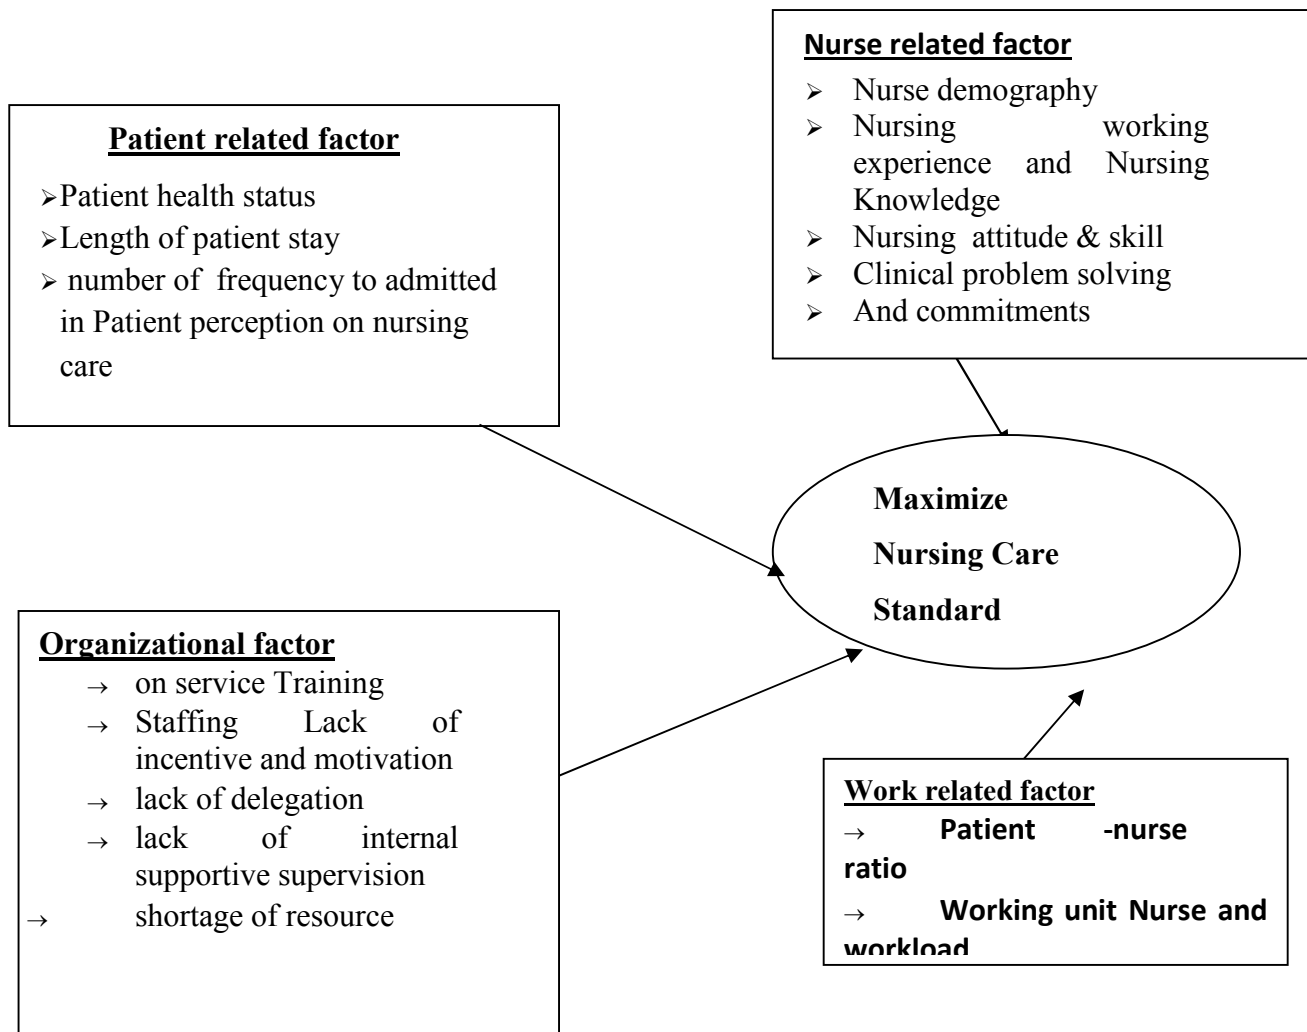 Patient related factor
➢Patient health status
➢Length of patient stay
➢ number of frequency to admitted
in Patient perception on nursing
care
Nurse related factor
➢ Nurse demography
➢ Nursing working
experience and Nursing
Knowledge
➢ Nursing attitude & skill
➢ Clinical problem solving
➢ And commitments
Maximize
Nursing Care
Standard
Organizational factor
→ on service Training
→ Staffing Lack of
incentive and motivation
→ lack of delegation
→ lack of internal
supportive supervision
→ shortage of resource
Work related factor
→ Patient -nurse
ratio
→ Working unit Nurse and
workload